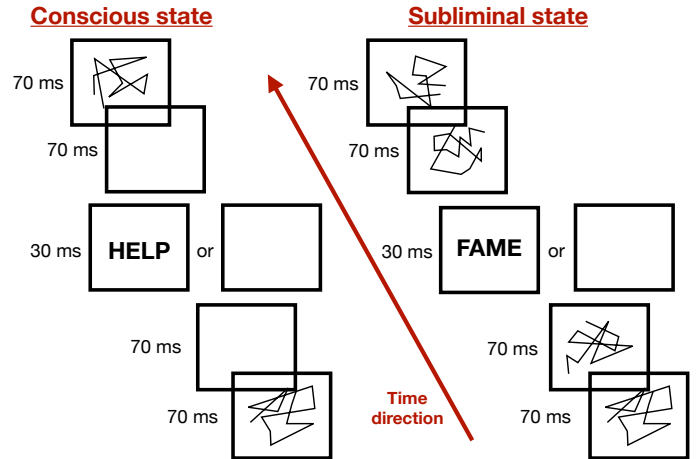 Conscious state
Subliminal state
70 ms
70 ms
70 ms
70 ms
30 ms
HELP
or
30 ms
FAME
or
70 ms
70 ms
70 ms
70 ms
Time
direction